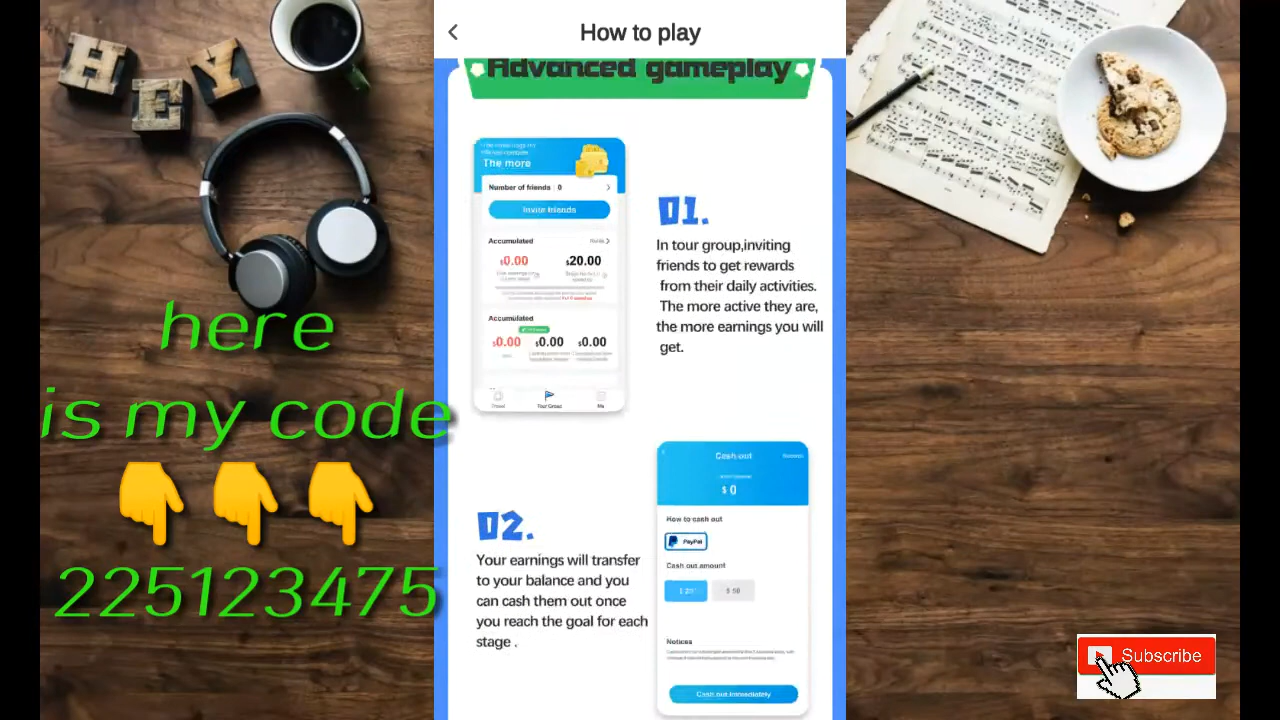 How to play
Advanced gameplay
H
E
Y
The more
Number of friends 0
Invite friends
Accumulated
$0.00
$20.00
Accumulated
$0.00
$0.00
$0.00
Tour Group
Me
01.
In tour group,inviting
friends to get rewards
from their daily activities.
The more active they are,
the more earnings you will
get.
here
is my code
👇👇👇
225123475
02.
Your earnings will transfer
to your balance and you
can cash them out once
you reach the goal for each
stage .
Cash out
$ 0
How to cash out
PayPal
Cash out amount
$ 50
Notices
Cash out immediately
Subscribe